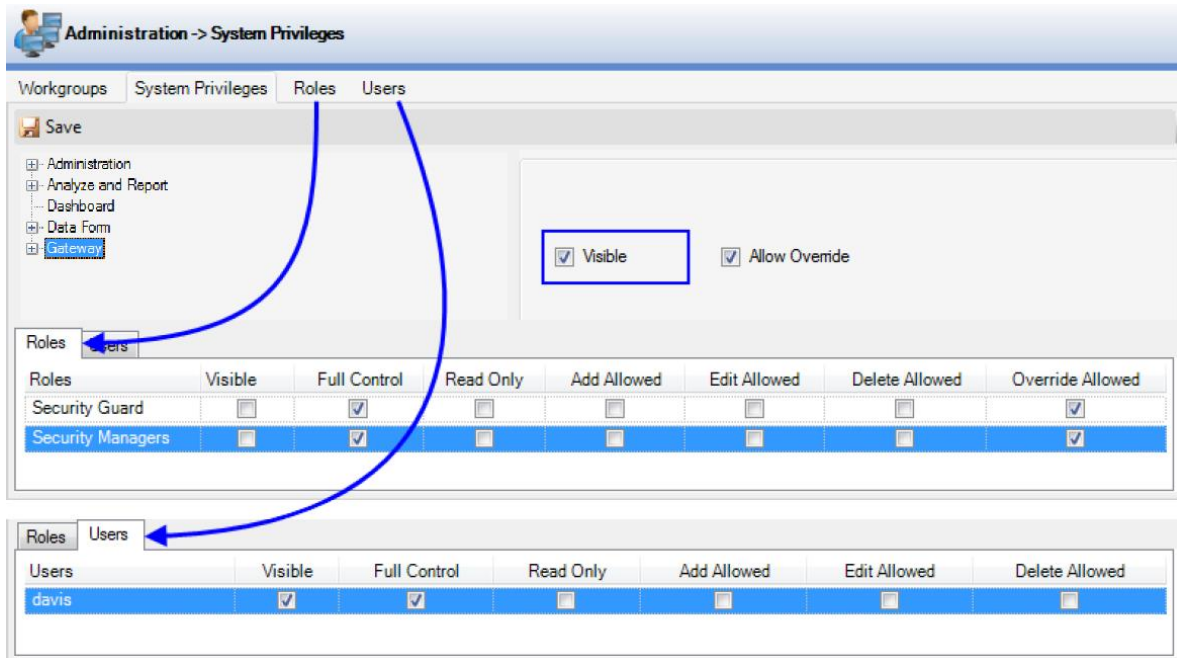 Administration -> System Privileges
Workgroups System Privileges Roles Users
Save
Administration
Analyze and Report
Dashboard
Data Form
Gateway
Visible Allow Override
Roles Users
Roles Visible Full Control Read Only Add Allowed Edit Allowed Delete Allowed Override Allowed
Security Guard
Security Managers
Roles Users
Users Visible Full Control Read Only Add Allowed Edit Allowed Delete Allowed
davis